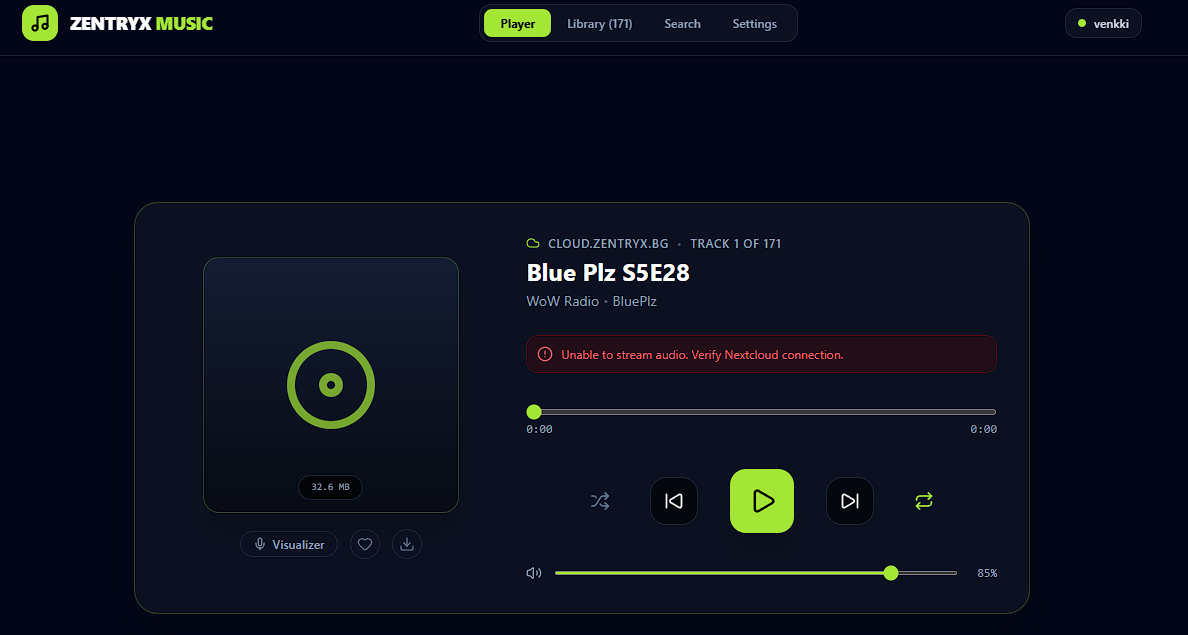 ZENTRYX MUSIC
Player Library (171) Search Settings
venkki
CLOUD.ZENTRYX.BG • TRACK 1 OF 171
Blue Plz S5E28
WoW Radio • BluePlz
Unable to stream audio. Verify Nextcloud connection.
0:00 0:00
32.6 MB
Visualizer
85%